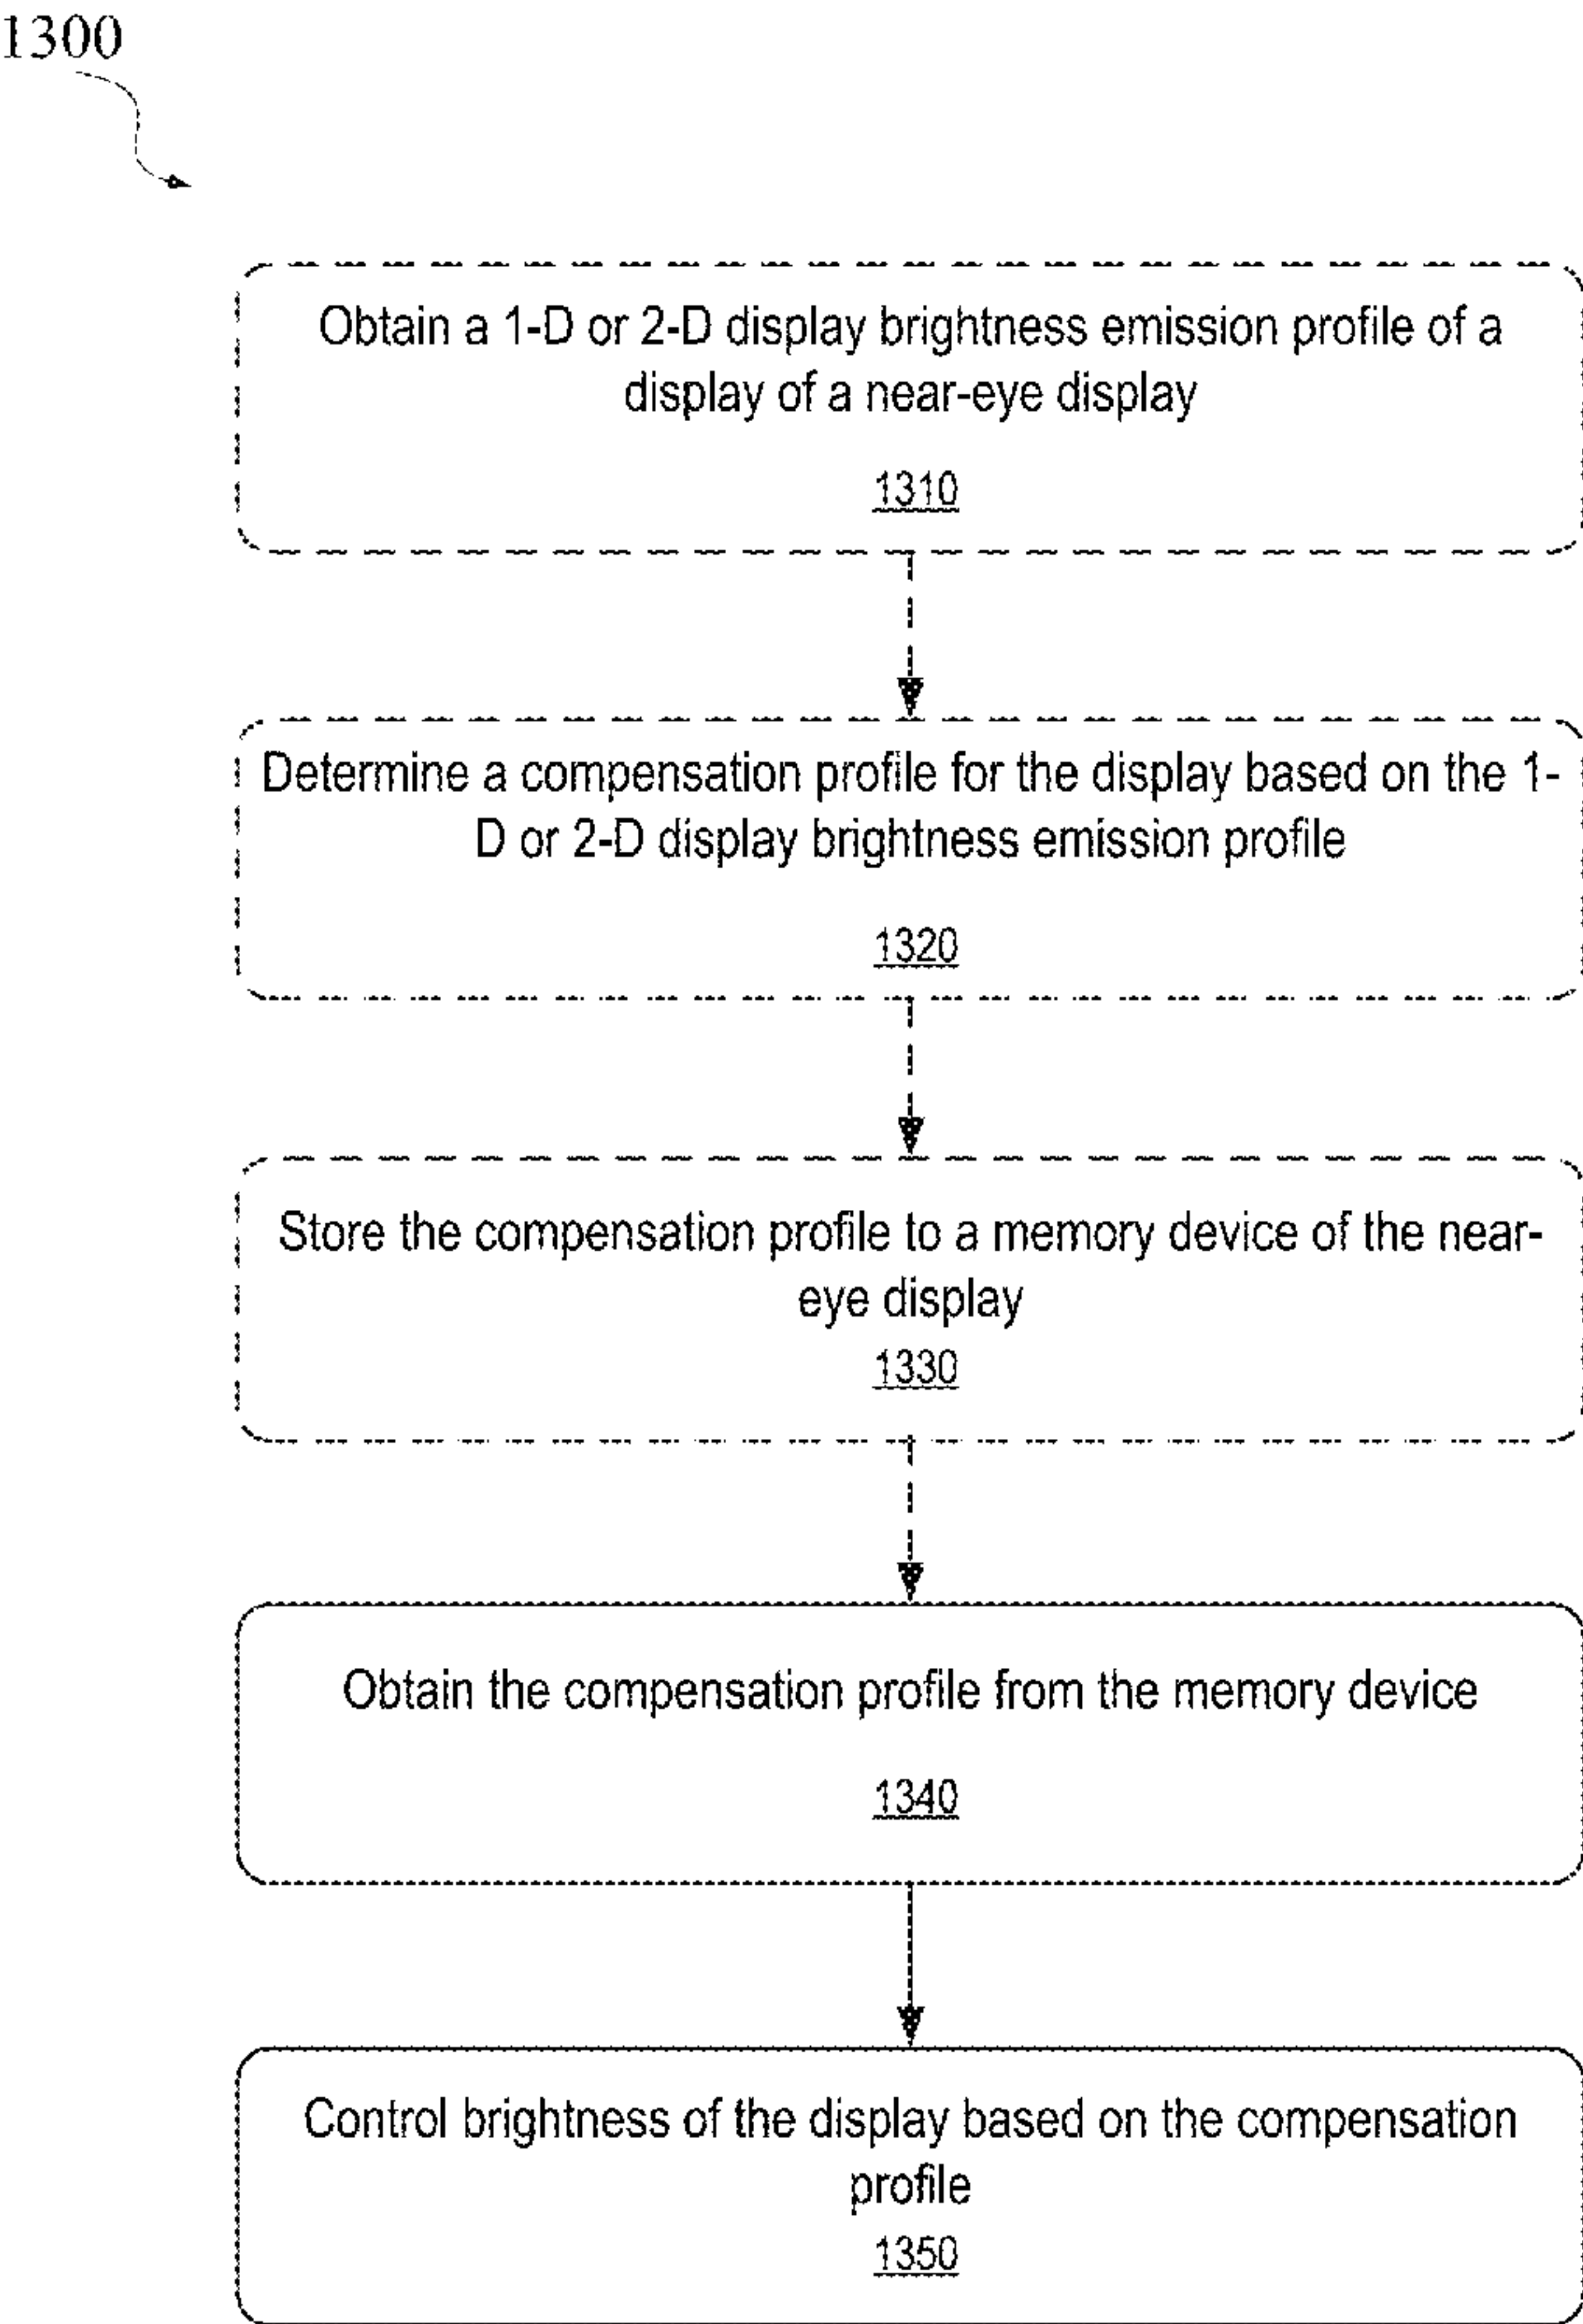 1300
Obtain a 1-D or 2-D display brightness emission profile of a
display of a near-eye display
1310
Determine a compensation profile for the display based on the 1-
D or 2-D display brightness emission profile
1320
Store the compensation profile to a memory device of the near-
eye display
1330
Obtain the compensation profile from the memory device
1340
Control brightness of the display based on the compensation
profile
1350